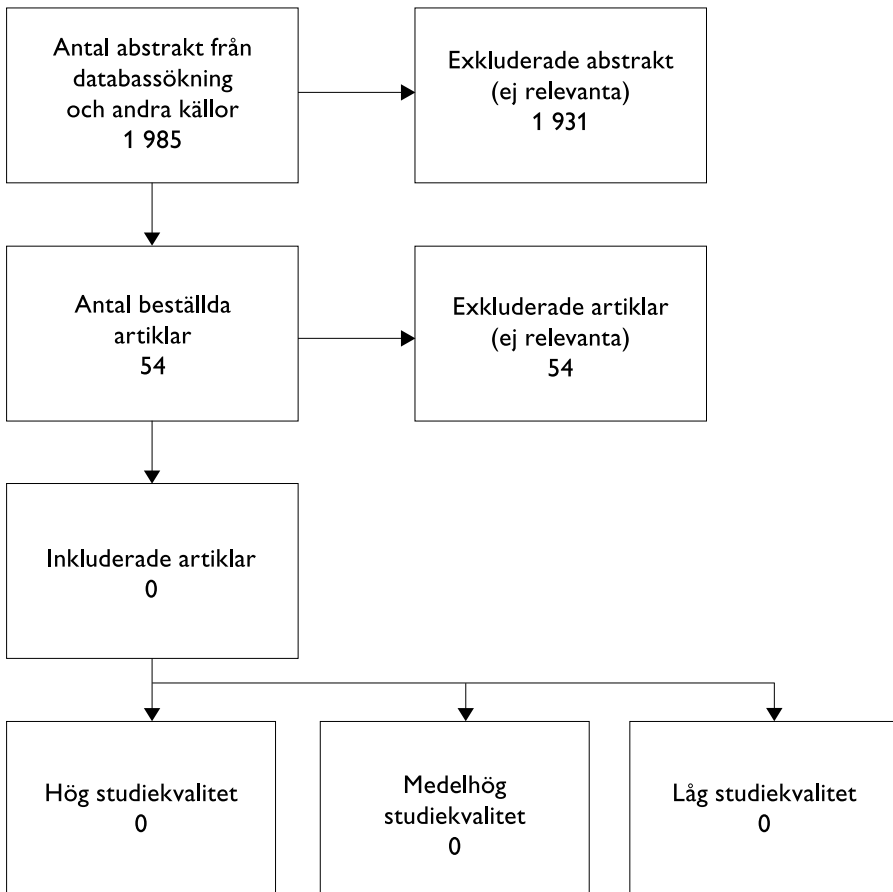 Antal abstrakt från
databassökning
och andra källor
1 985
Exkluderade abstrakt
(ej relevanta)
1 931
Antal beställda
artiklar
54
Exkluderade artiklar
(ej relevanta)
54
Inkluderade artiklar
0
Hög studiekvalitet
0
Medelhög
studiekvalitet
0
Låg studiekvalitet
0